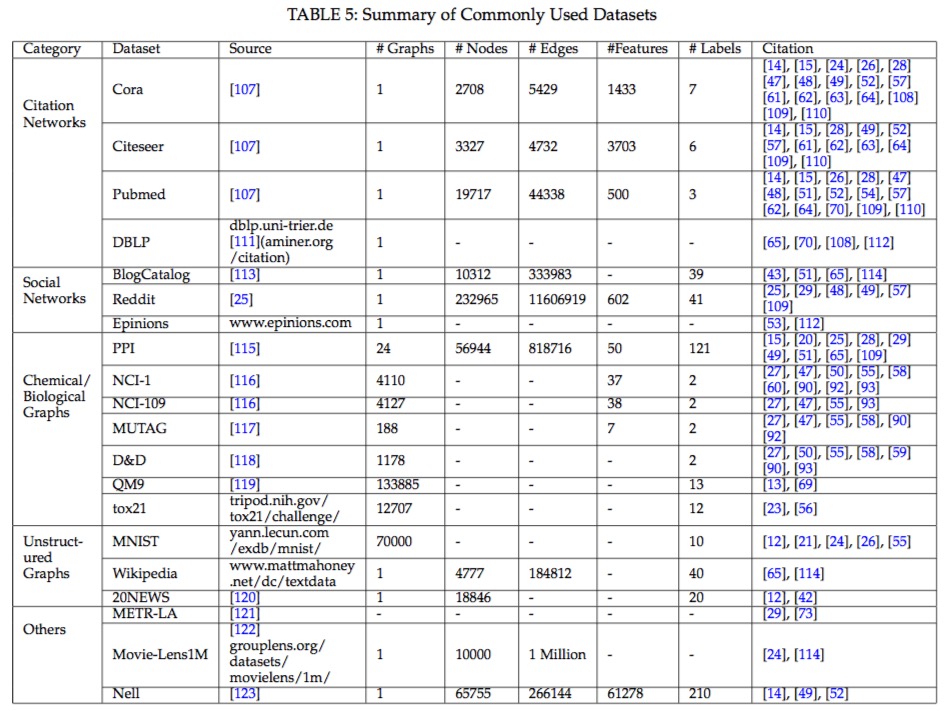 TABLE 5: Summary of Commonly Used Datasets
Category Dataset Source # Graphs # Nodes # Edges #Features # Labels Citation
Citation Networks
Cora [107] 1 2708 5429 1433 7 [14], [15], [24], [26], [28] [47], [48], [49], [52], [57] [61], [62], [63], [64], [108] [109], [110]
Citeseer [107] 1 3327 4732 3703 6 [14], [15], [28], [49], [52] [57], [61], [62], [63], [64] [109], [110]
Pubmed [107] 1 19717 44338 500 3 [14], [15], [26], [28], [47] [48], [51], [52], [54], [57] [62], [64], [70], [109], [110]
DBLP dblp.uni-trier.de [111](aminer.org /citation) 1 - - - - [65], [70], [108], [112]
Social Networks
BlogCatalog [113] 1 10312 333983 - 39 [43], [51], [65], [114]
Reddit [25] 1 232965 11606919 602 41 [25], [29], [48], [49], [57] [109]
Epinions www.epinions.com 1 - - - - [53], [112]
Chemical/ Biological Graphs
PPI [115] 24 56944 818716 50 121 [15], [20], [25], [28], [29] [49], [51], [65], [109]
NCI-1 [116] 4110 - - 37 2 [27], [47], [50], [55], [58] [60], [90], [92], [93]
NCI-109 [116] 4127 - - 38 2 [27], [47], [55], [93]
MUTAG [117] 188 - - 7 2 [27], [47], [55], [58], [90] [92]
D&D [118] 1178 - - - 2 [27], [50], [55], [58], [59] [90], [93]
QM9 [119] 133885 - - - 13 [13], [69]
tox21 tripod.nih.gov/ tox21/challenge/ 12707 - - - 12 [23], [56]
Unstruct- ured Graphs
MNIST yann.lecun.com /exdb/mnist/ 70000 - - - 10 [12], [21], [24], [26], [55]
Wikipedia www.mattmahoney .net/dc/textdata 1 4777 184812 - 40 [65], [114]
20NEWS [120] 1 18846 - - 20 [12], [42]
Others
METR-LA [121] - - - - - [29], [73]
Movie-Lens1M [122] grouplens.org/ datasets/ movielens/1m/ 1 10000 1 Million - - [24], [114]
Nell [123] 1 65755 266144 61278 210 [14], [49], [52]